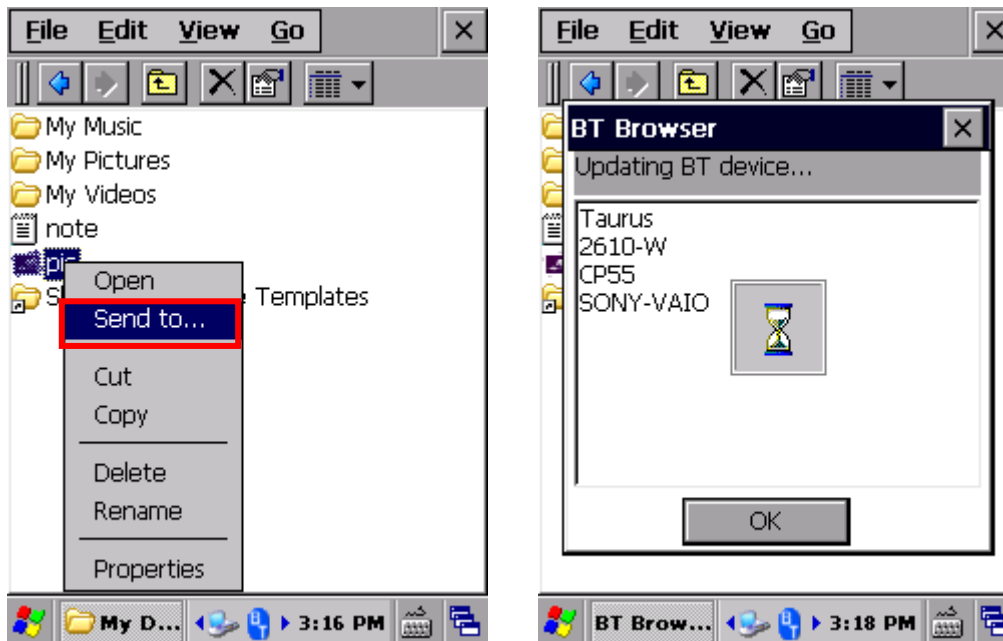 File Edit View Go
My Music
My Pictures
My Videos
note
Open
Templates
Send to...
Cut
Copy
Delete
Rename
Properties
My D... 3:16 PM
File Edit View Go
BT Browser
Updating BT device...
Taurus
2610-W
CP55
SONY-VAIO
OK
BT Brow... 3:18 PM